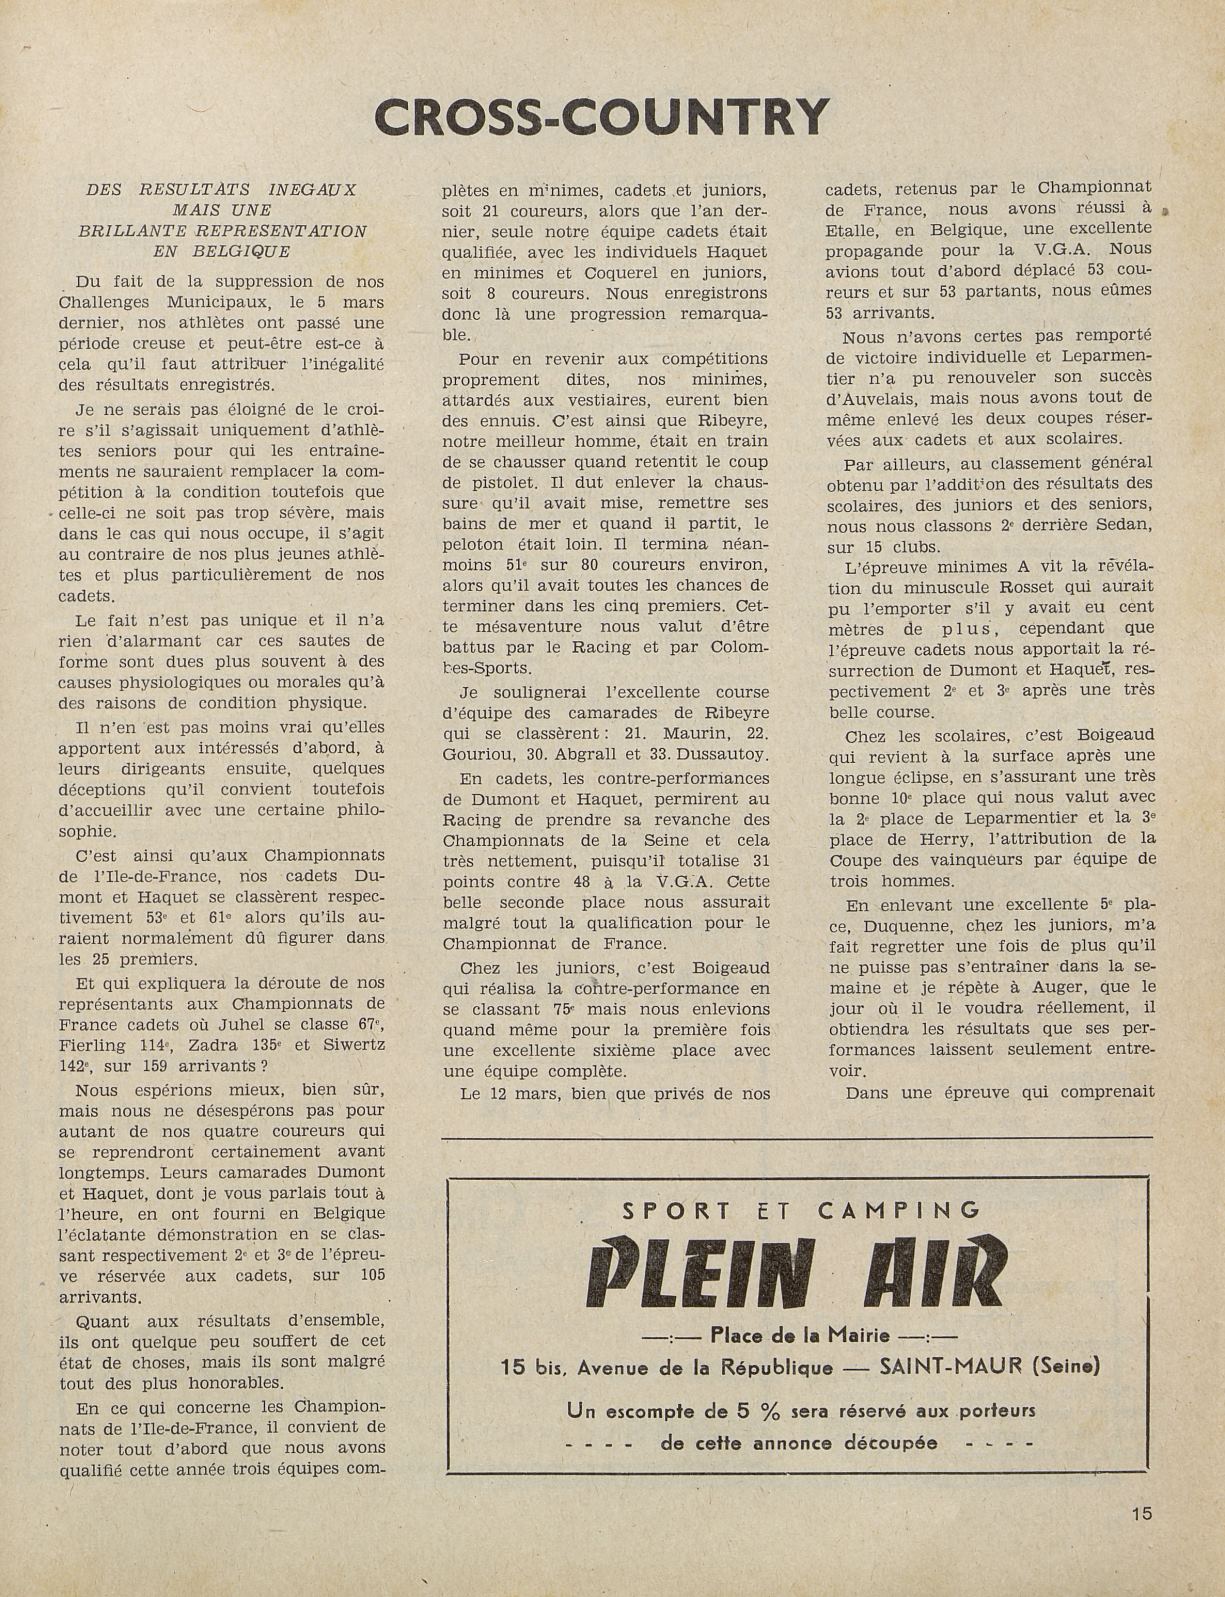 CROSS-COUNTRY
DES RESULTATS INEGAUX
MAIS UNE
BRILLANTE REPRESENTATION
EN BELGIQUE
Du fait de la suppression de nos
Challenges Municipaux, le 5 mars
dernier, nos athlètes ont passé une
période creuse et peut-être est-ce à
cela qu'il faut attribuer l'inégalité
des résultats enregistrés.
Je ne serais pas éloigné de le croi-
re s'il s'agissait uniquement d'athlè-
tes seniors pour qui les entraîne-
ments ne sauraient remplacer la com-
pétition à la condition toutefois que
celle-ci ne soit pas trop sévère, mais
dans le cas qui nous occupe, il s'agit
au contraire de nos plus jeunes athlè-
tes et plus particulièrement de nos
cadets.
Le fait n'est pas unique et il n'a
rien d'alarmant car ces sautes de
forme sont dues plus souvent à des
causes physiologiques ou morales qu'à
des raisons de condition physique.
Il n'en est pas moins vrai qu'elles
apportent aux intéressés d'abord, à
leurs dirigeants ensuite, quelques
déceptions qu'il convient toutefois
d'accueillir avec une certaine philo-
sophie.
C'est ainsi qu'aux Championnats
de l'Ile-de-France, nos cadets Du-
mont et Haquet se classèrent respec-
tivement 53e et 61e alors qu'ils au-
raient normalement dû figurer dans
les 25 premiers.
Et qui expliquera la déroute de nos
représentants aux Championnats de
France cadets où Juhel se classe 67e,
Fierling 114e, Zadra 135e et Siwertz
142e, sur 159 arrivants ?
Nous espérions mieux, bien sûr,
mais nous ne désespérons pas pour
autant de nos quatre coureurs qui
se reprendront certainement avant
longtemps. Leurs camarades Dumont
et Haquet, dont je vous parlais tout à
l'heure, en ont fourni en Belgique
l'éclatante démonstration en se clas-
sant respectivement 2e et 3e de l'épreu-
ve réservée aux cadets, sur 105
arrivants.
Quant aux résultats d'ensemble,
ils ont quelque peu souffert de cet
état de choses, mais ils sont malgré
tout des plus honorables.
En ce qui concerne les Champion-
nats de l'Ile-de-France, il convient de
noter tout d'abord que nous avons
qualifié cette année trois équipes com-
plètes en minimes, cadets et juniors,
soit 21 coureurs, alors que l'an der-
nier, seule notre équipe cadets était
qualifiée, avec les individuels Haquet
en minimes et Coquerel en juniors,
soit 8 coureurs. Nous enregistrons
donc là une progression remarqua-
ble.
Pour en revenir aux compétitions
proprement dites, nos minimes,
attardés aux vestiaires, eurent bien
des ennuis. C'est ainsi que Ribeyre,
notre meilleur homme, était en train
de se chausser quand retentit le coup
de pistolet. Il dut enlever la chaus-
sure qu'il avait mise, remettre ses
bains de mer et quand il partit, le
peloton était loin. Il termina néan-
moins 51e sur 80 coureurs environ,
alors qu'il avait toutes les chances de
terminer dans les cinq premiers. Cet-
te mésaventure nous valut d'être
battus par le Racing et par Colom-
bes-Sports.
Je soulignerai l'excellente course
d'équipe des camarades de Ribeyre
qui se classèrent : 21. Maurin, 22.
Gouriou, 30. Abgrall et 33. Dussautoy.
En cadets, les contre-performances
de Dumont et Haquet, permirent au
Racing de prendre sa revanche des
Championnats de la Seine et cela
très nettement, puisqu'il totalise 31
points contre 48 à la V.G.A. Cette
belle seconde place nous assurait
malgré tout la qualification pour le
Championnat de France.
Chez les juniors, c'est Boigeaud
qui réalisa la contre-performance en
se classant 75e mais nous enlevions
quand même pour la première fois
une excellente sixième place avec
une équipe complète.
Le 12 mars, bien que privés de nos
cadets, retenus par le Championnat
de France, nous avons réussi à
Etalle, en Belgique, une excellente
propagande pour la V.G.A. Nous
avions tout d'abord déplacé 53 cou-
reurs et sur 53 partants, nous eûmes
53 arrivants.
Nous n'avons certes pas remporté
de victoire individuelle et Leparmen-
tier n'a pu renouveler son succès
d'Auvelais, mais nous avons tout de
même enlevé les deux coupes réser-
vées aux cadets et aux scolaires.
Par ailleurs, au classement général
obtenu par l'addition des résultats des
scolaires, des juniors et des seniors,
nous nous classons 2e derrière Sedan,
sur 15 clubs.
L'épreuve minimes A vit la révéla-
tion du minuscule Rosset qui aurait
pu l'emporter s'il y avait eu cent
mètres de plus, cependant que
l'épreuve cadets nous apportait la ré-
surrection de Dumont et Haquet, res-
pectivement 2e et 3e après une très
belle course.
Chez les scolaires, c'est Boigeaud
qui revient à la surface après une
longue éclipse, en s'assurant une très
bonne 10e place qui nous valut avec
la 2e place de Leparmentier et la 3e
place de Herry, l'attribution de la
Coupe des vainqueurs par équipe de
trois hommes.
En enlevant une excellente 5e pla-
ce, Duquenne, chez les juniors, m'a
fait regretter une fois de plus qu'il
ne puisse pas s'entraîner dans la se-
maine et je répète à Auger, que le
jour où il le voudra réellement, il
obtiendra les résultats que ses per-
formances laissent seulement entre-
voir.
Dans une épreuve qui comprenait
SPORT ET CAMPING
PLEIN AIR
—:— Place de la Mairie —:—
15 bis, Avenue de la République — SAINT-MAUR (Seine)
Un escompte de 5 % sera réservé aux porteurs
- - - - de cette annonce découpée - - - -
15